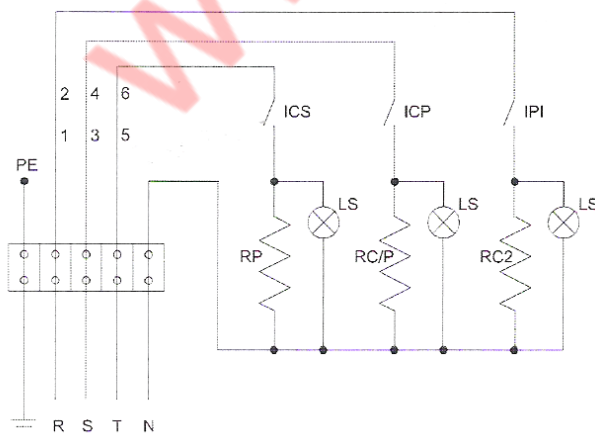 W
2 4 6
ICS ICP IPI
1 3 5
PE
LS LS LS
RP RC/P RC2
R S T N